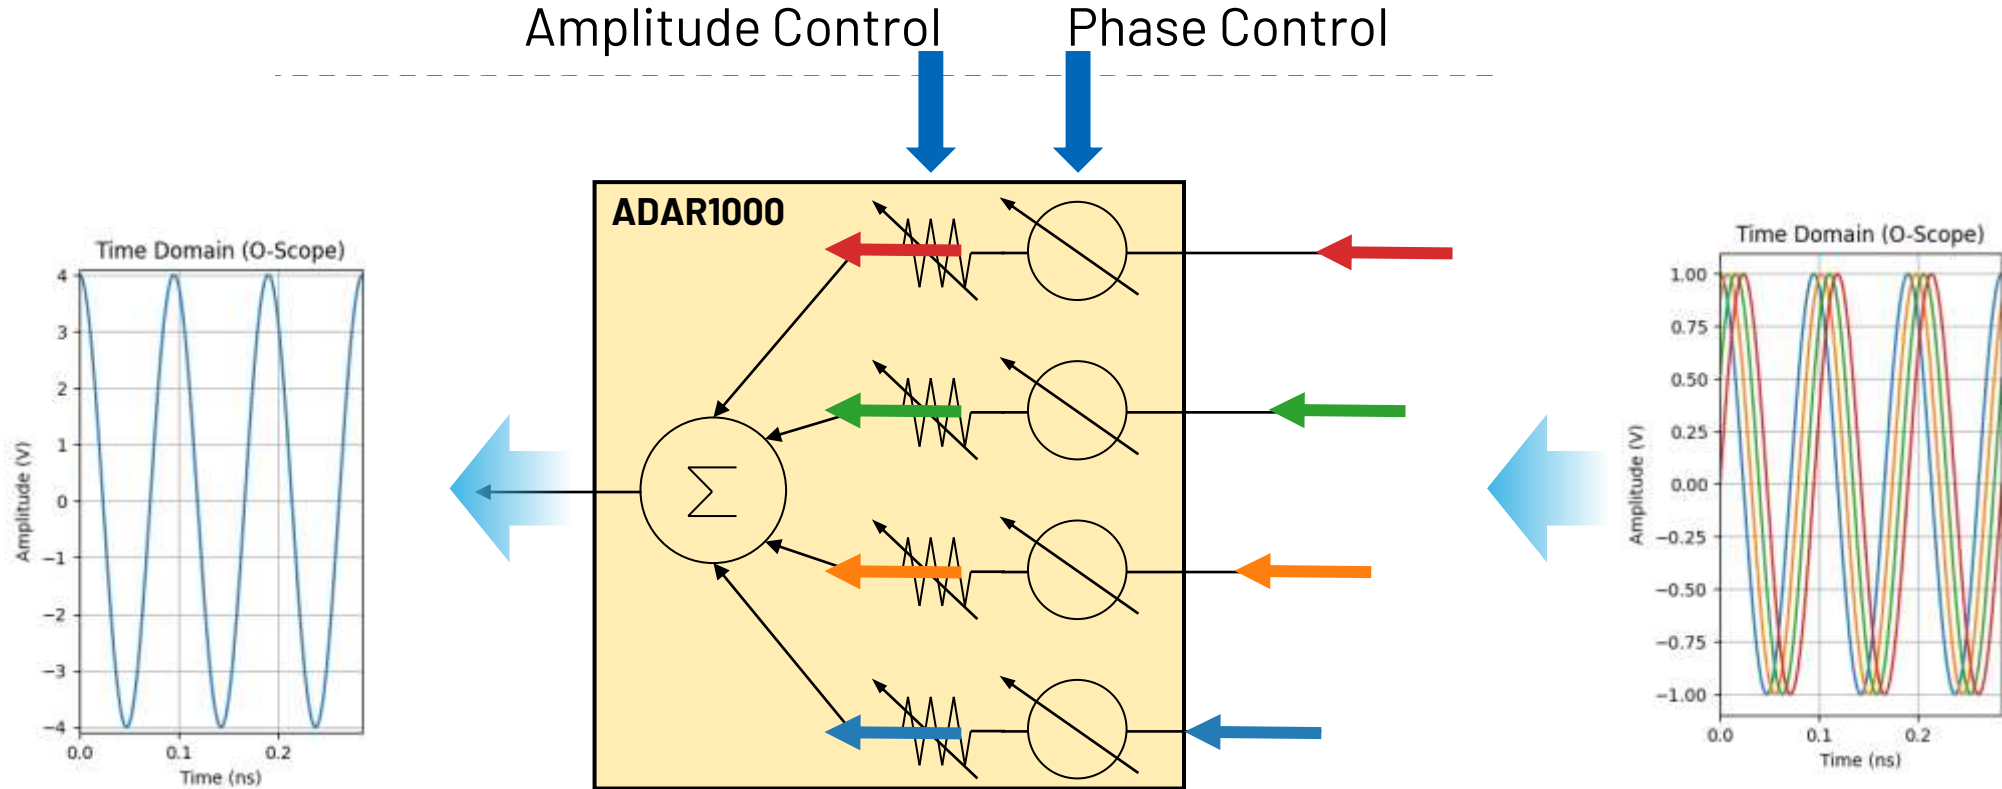 Amplitude Control
Phase Control
ADAR1000
Time Domain (O-Scope)
4
3
2
1
0
−1
−2
−3
−4
Amplitude (V)
0.0 0.1 0.2
Time (ns)
Σ
Time Domain (O-Scope)
1.00
0.75
0.50
0.25
0.00
−0.25
−0.50
−0.75
−1.00
Amplitude (V)
0.0 0.1 0.2
Time (ns)